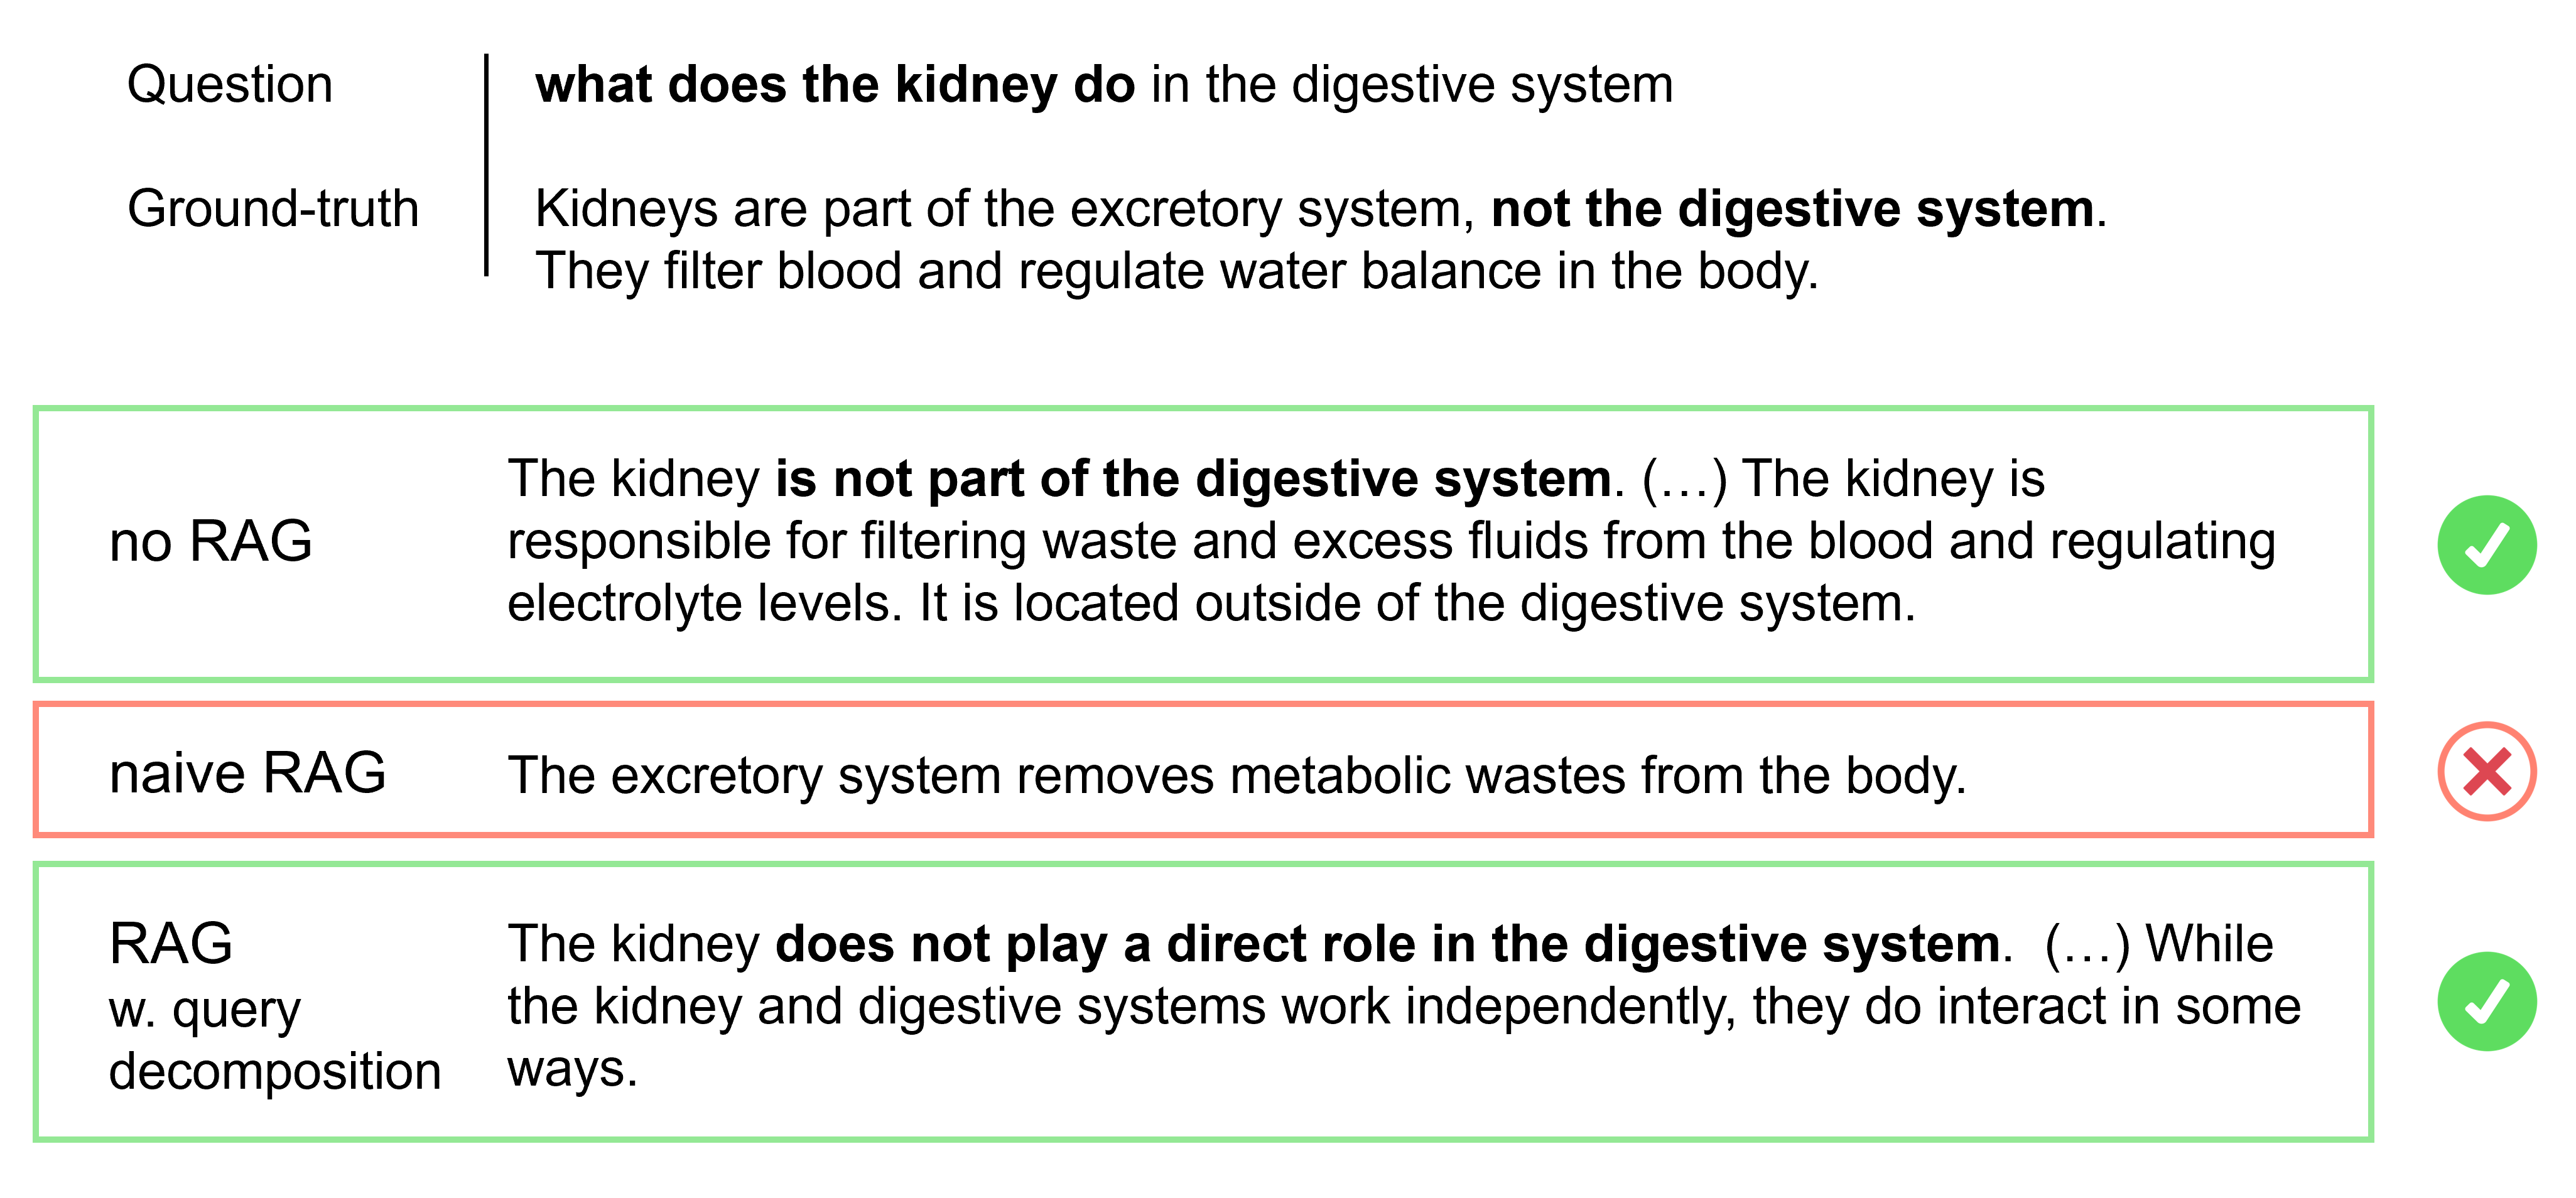 Question
what does the kidney do in the digestive system
Ground-truth
Kidneys are part of the excretory system, not the digestive system.
They filter blood and regulate water balance in the body.
no RAG
The kidney is not part of the digestive system. (…) The kidney is
responsible for filtering waste and excess fluids from the blood and regulating
electrolyte levels. It is located outside of the digestive system.
naive RAG
The excretory system removes metabolic wastes from the body.
RAG
w. query
decomposition
The kidney does not play a direct role in the digestive system.  (…) While
the kidney and digestive systems work independently, they do interact in some
ways.